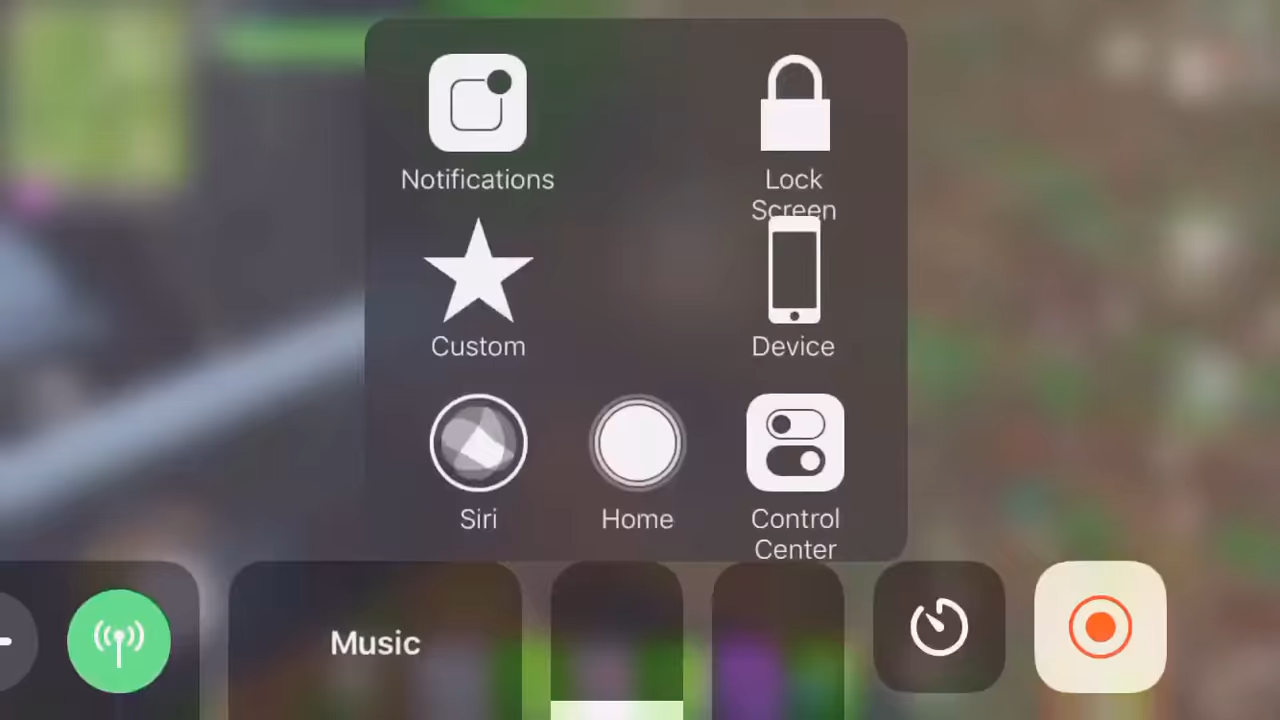 Notifications
Lock
Screen
Custom
Device
Siri
Home
Control
Center
Music